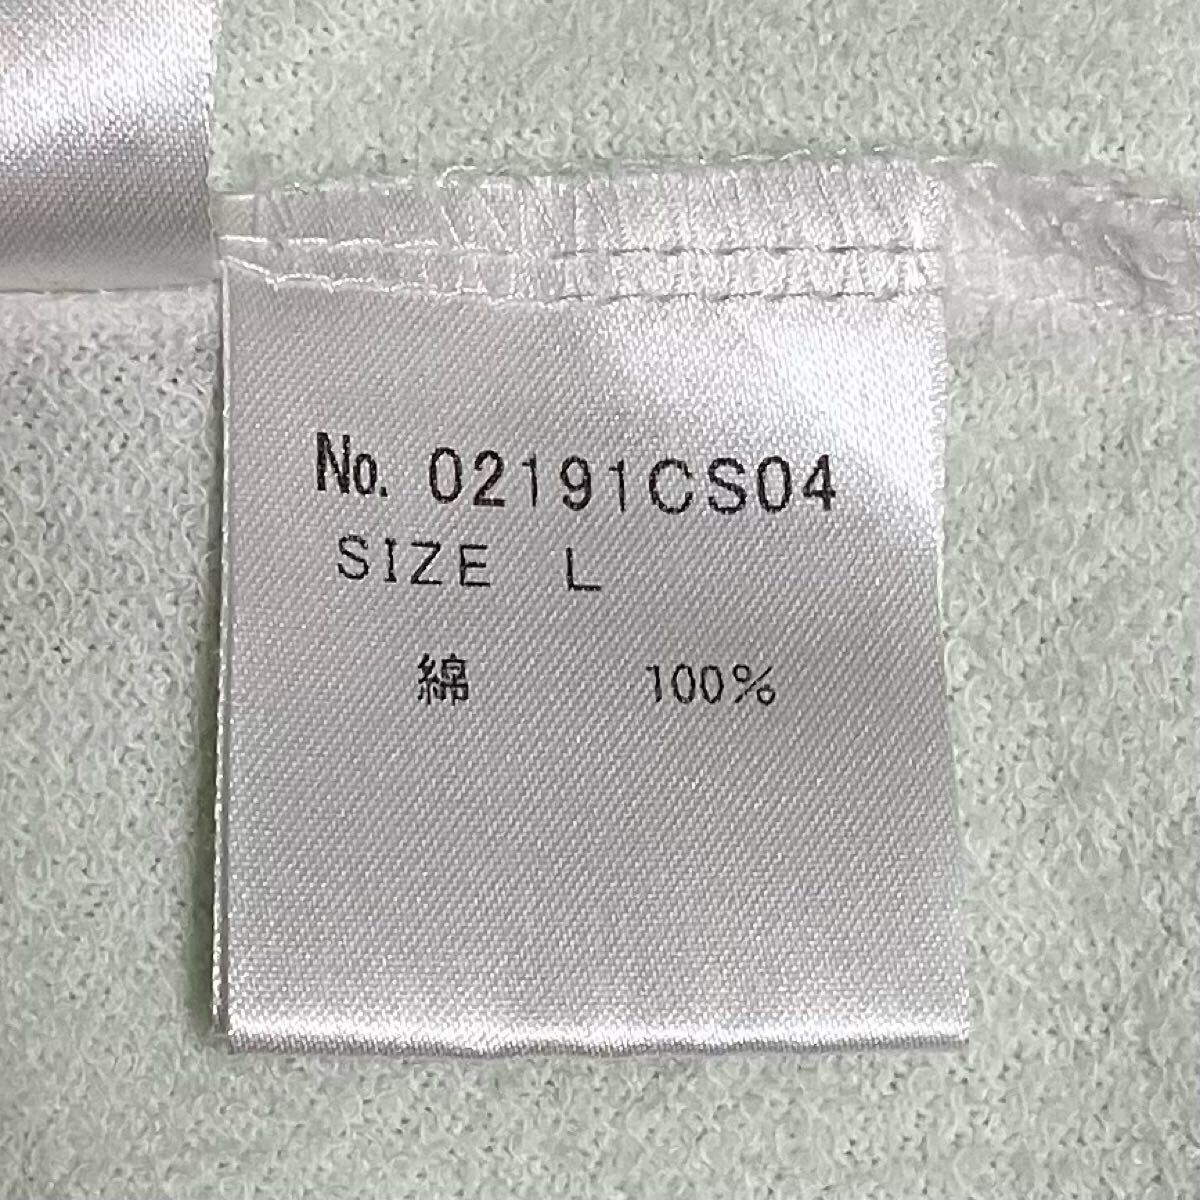 No. 02191CS04
SIZE L
綿 100%